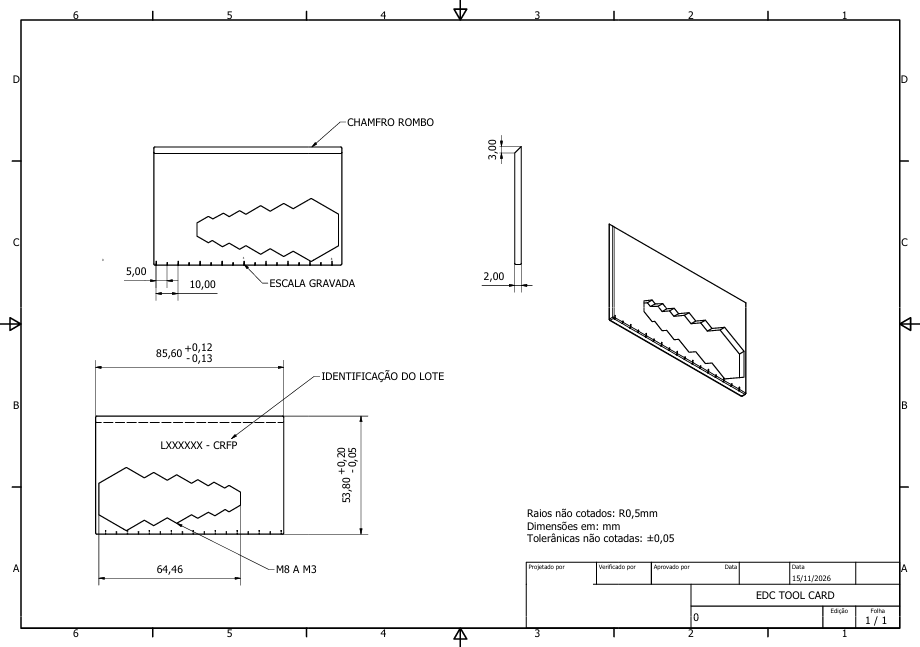 6 5 4 3 2 1
D D
CHAMFRO ROMBO
3,00
C C
5,00
10,00
ESCALA GRAVADA
2,00
85,60 +0,12
- 0,13
IDENTIFICAÇÃO DO LOTE
B B
LXXXXXX - CRFP
53,80 +0,20
- 0,05
Raios não cotados: R0,5mm
Dimensões em: mm
Tolerânicas não cotadas: ±0,05
64,46
M8 A M3
A A
Projetado por Verificado por Aprovado por Data Data
15/11/2026
EDC TOOL CARD
0
Edição Folha
1 / 1
6 5 4 3 2 1